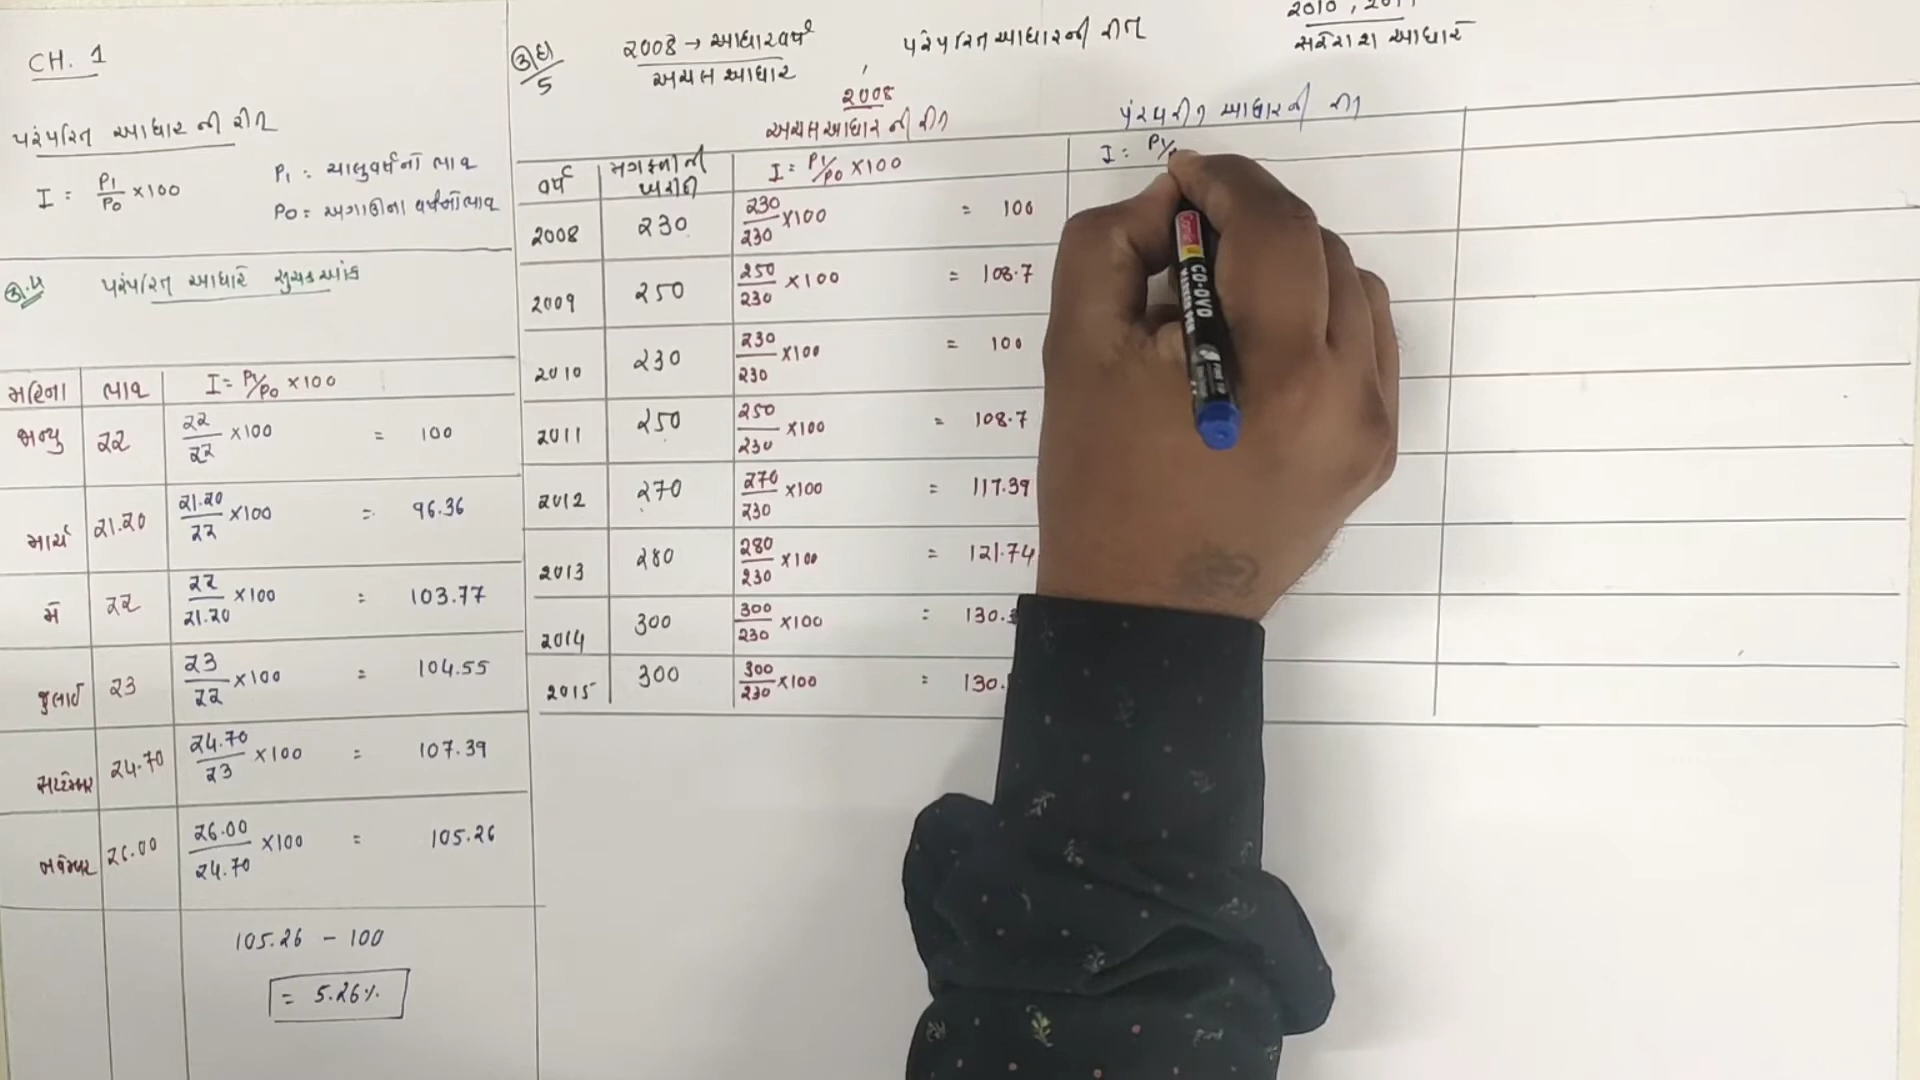 CH. 1
પરંપરિત આધાર ની રીત
I = P1/P0 ×100
P1 = ચાલુવર્ષનો ભાવ
P0 = અગાઉના વર્ષનો ભાવ
પરંપરિત આધારે સુચકઆંક
મહિના ભાવ I = P1/P0 ×100
જાન્યુ 22 22/22 ×100 = 100
માર્ચ 21.20 21.20/22 ×100 = 96.36
મે 22 22/21.20 ×100 = 103.77
જુલાઈ 23 23/22 ×100 = 104.55
સપ્ટેમ્બર 24.70 24.70/23 ×100 = 107.39
નવેમ્બર 26.00 26.00/24.70 ×100 = 105.26
105.26 - 100
= 5.26%
5
2008 → આધારવર્ષ
અચલ આધાર
, પરંપરિત આધારની રીત
2010
સરેરાશ આધારે
2008
અચલ આધાર ની રીત
પરંપરીત આધારની રીત
વર્ષ ખરીદી I = P1/P0 ×100
I = P1/
2008 230 230/230 ×100 = 100
2009 250 250/230 ×100 = 108.7
2010 230 230/230 ×100 = 100
2011 250 250/230 ×100 = 108.7
2012 270 270/230 ×100 = 117.39
2013 280 280/230 ×100 = 121.74
2014 300 300/230 ×100 = 130.
2015 300 300/230 ×100 = 130.
CO-OVD
MARKER PEN